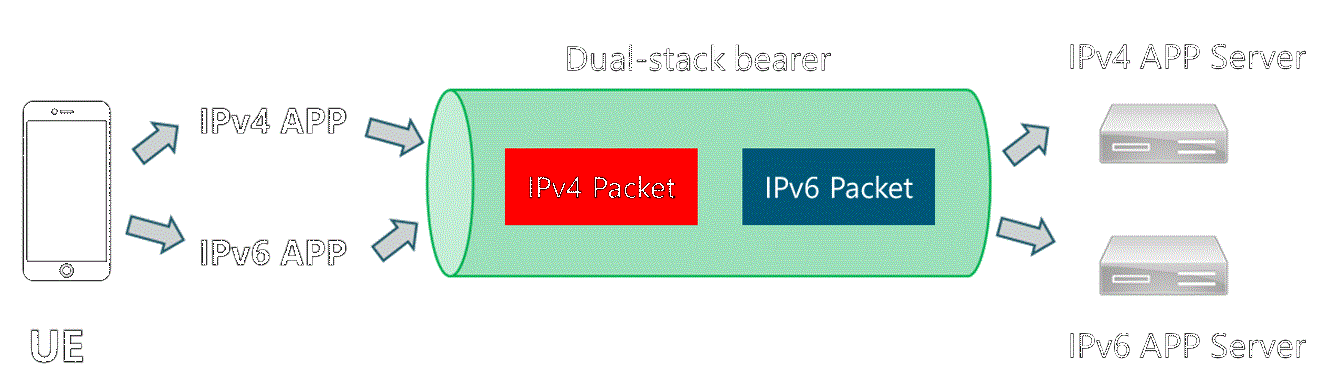 Dual-stack bearer
IPv4 APP Server
IPv4 APP
IPv4 Packet
IPv6 Packet
IPv6 APP
UE
IPv6 APP Server